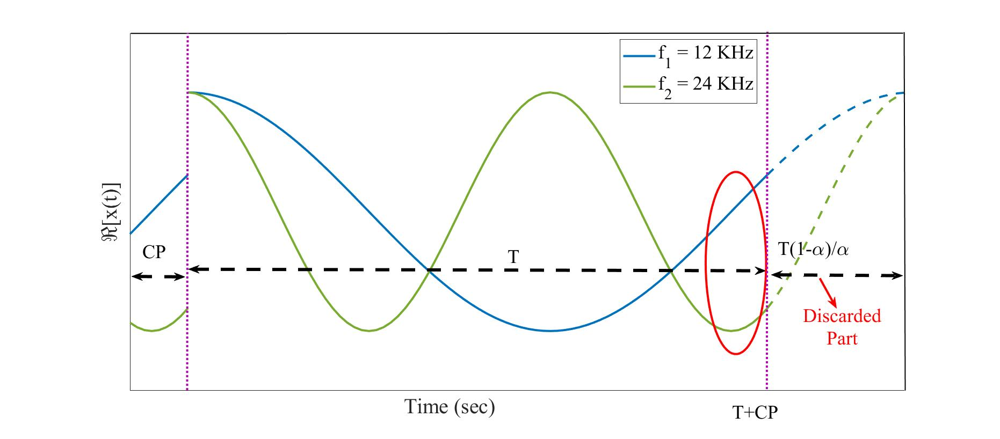 f₁ = 12 KHz
f₂ = 24 KHz
ℜ[x(t)]
CP
T
T(1-α)/α
Discarded
Part
Time (sec)
T+CP